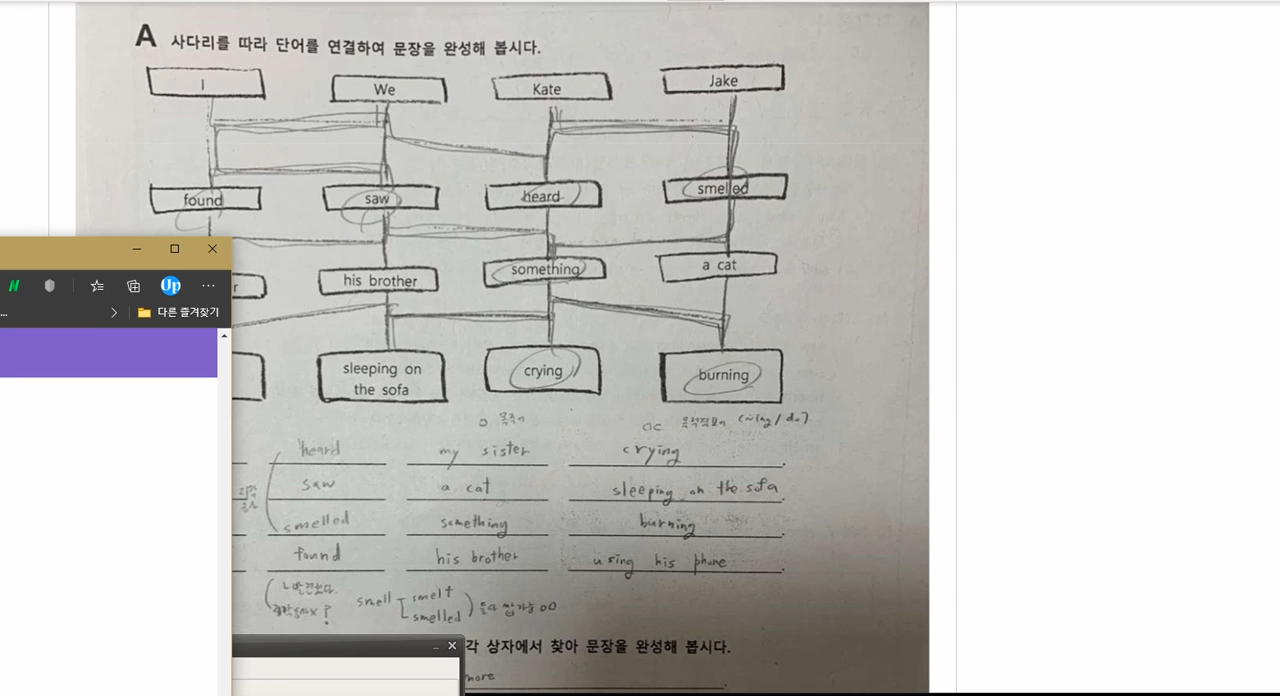 A 사다리를 따라 단어를 연결하여 문장을 완성해 봅시다.
I We Kate Jake
found saw heard smelled
r his brother something a cat
다른 즐겨찾기
sleeping on the sofa crying burning
O 목적어 OC 목적격보어 (~ing/do)
heard my sister crying
saw a cat sleeping on the sofa
smelled something burning
found his brother using his phone
smell smelt smelled
각 상자에서 찾아 문장을 완성해 봅시다.
more